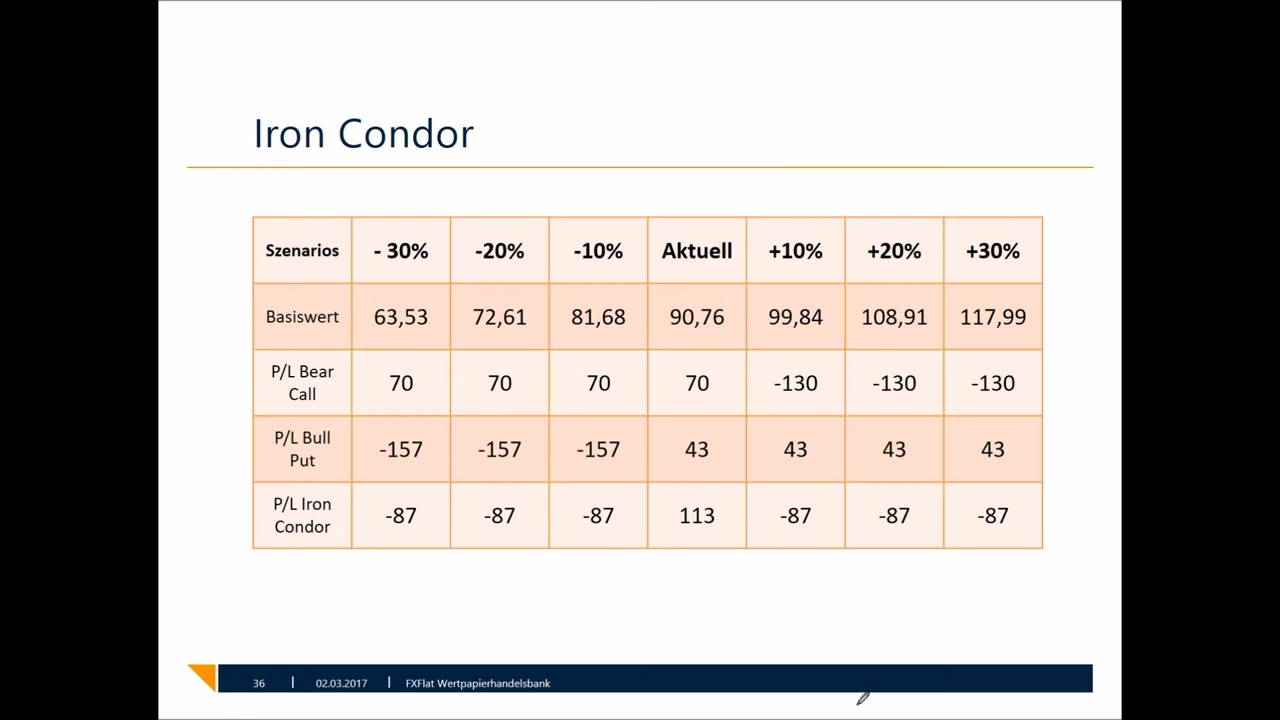 Iron Condor
Szenarios - 30% -20% -10% Aktuell +10% +20% +30%
Basiswert 63,53 72,61 81,68 90,76 99,84 108,91 117,99
P/L Bear
Call 70 70 70 70 -130 -130 -130
P/L Bull
Put -157 -157 -157 43 43 43 43
P/L Iron
Condor -87 -87 -87 113 -87 -87 -87
36 | 02.03.2017 | FXFlat Wertpapierhandelsbank